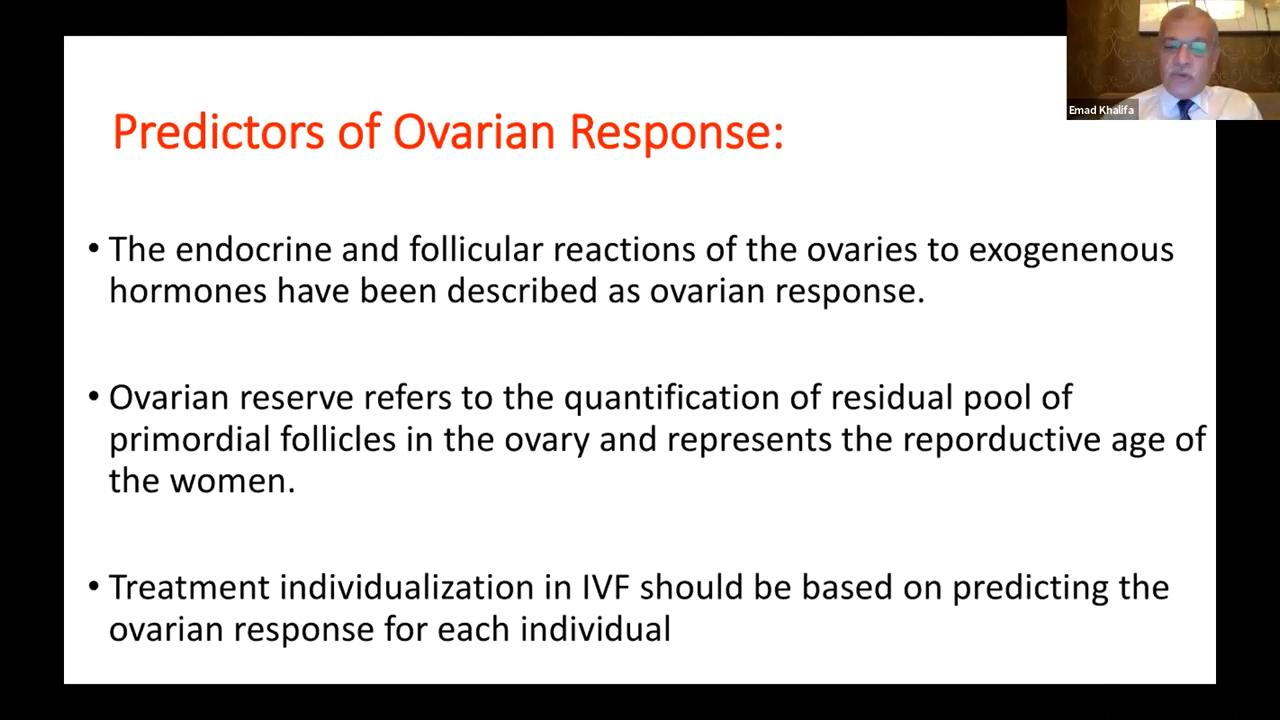 Emad Khalifa
Predictors of Ovarian Response:
• The endocrine and follicular reactions of the ovaries to exogenenous
hormones have been described as ovarian response.
• Ovarian reserve refers to the quantification of residual pool of
primordial follicles in the ovary and represents the reporductive age of
the women.
• Treatment individualization in IVF should be based on predicting the
ovarian response for each individual